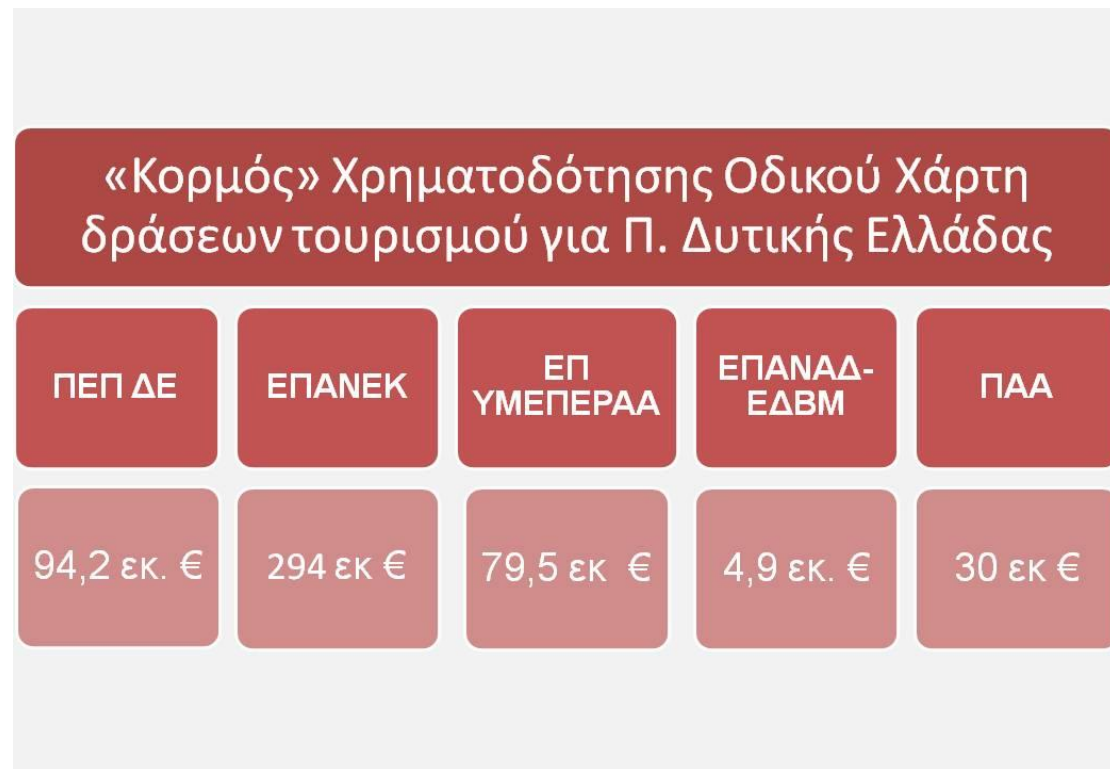 «Κορμός» Χρηματοδότησης Οδικού Χάρτη
δράσεων τουρισμού για Π. Δυτικής Ελλάδας
ΠΕΠ ΔΕ
ΕΠΑΝΕΚ
ΕΠ
ΥΜΕΠΕΡΑΑ
ΕΠΑΝΑΔ-
ΕΔΒΜ
ΠΑΑ
94,2 εκ. €
294 εκ €
79,5 εκ €
4,9 εκ. €
30 εκ €